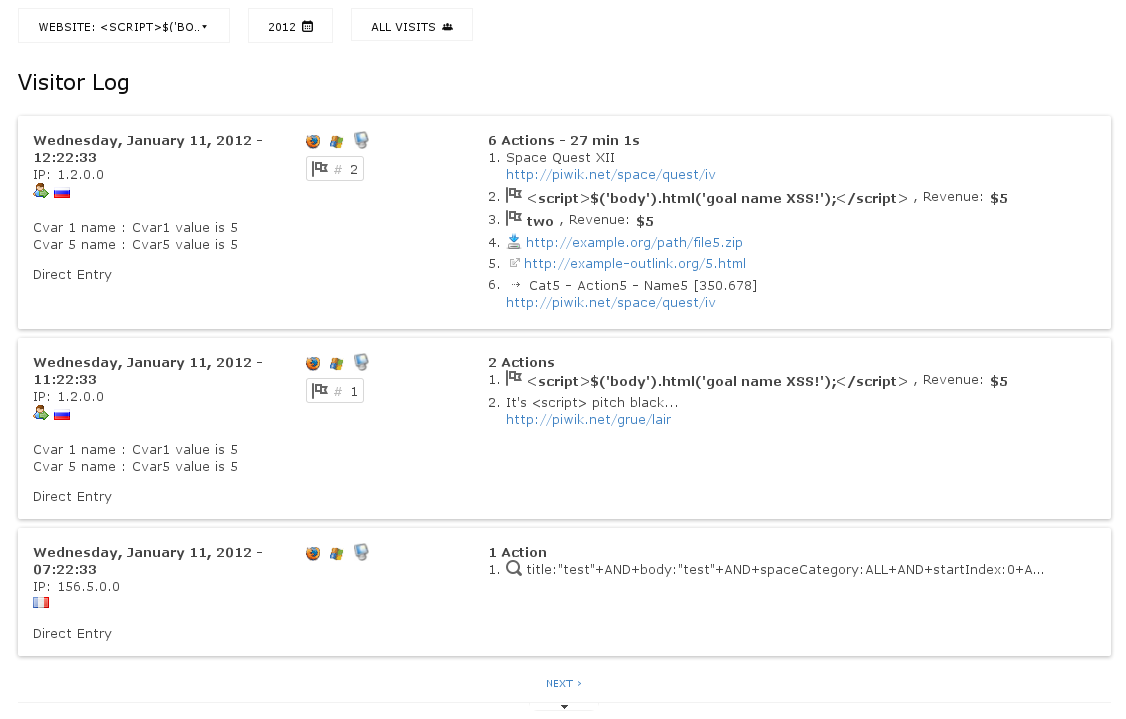 WEBSITE: <SCRIPT>$('BO..
2012
ALL VISITS
Visitor Log
Wednesday, January 11, 2012 -
12:22:33
IP: 1.2.0.0
Cvar 1 name : Cvar1 value is 5
Cvar 5 name : Cvar5 value is 5
Direct Entry
# 2
6 Actions - 27 min 1s
1. Space Quest XII
http://piwik.net/space/quest/iv
2. <script>$('body').html('goal name XSS!');</script> , Revenue: $5
3. two , Revenue: $5
4. http://example.org/path/file5.zip
5. http://example-outlink.org/5.html
6. Cat5 - Action5 - Name5 [350.678]
http://piwik.net/space/quest/iv
Wednesday, January 11, 2012 -
11:22:33
IP: 1.2.0.0
Cvar 1 name : Cvar1 value is 5
Cvar 5 name : Cvar5 value is 5
Direct Entry
# 1
2 Actions
1. <script>$('body').html('goal name XSS!');</script> , Revenue: $5
2. It's <script> pitch black...
http://piwik.net/grue/lair
Wednesday, January 11, 2012 -
07:22:33
IP: 156.5.0.0
Direct Entry
1 Action
1. title:"test"+AND+body:"test"+AND+spaceCategory:ALL+AND+startIndex:0+A...
NEXT ›